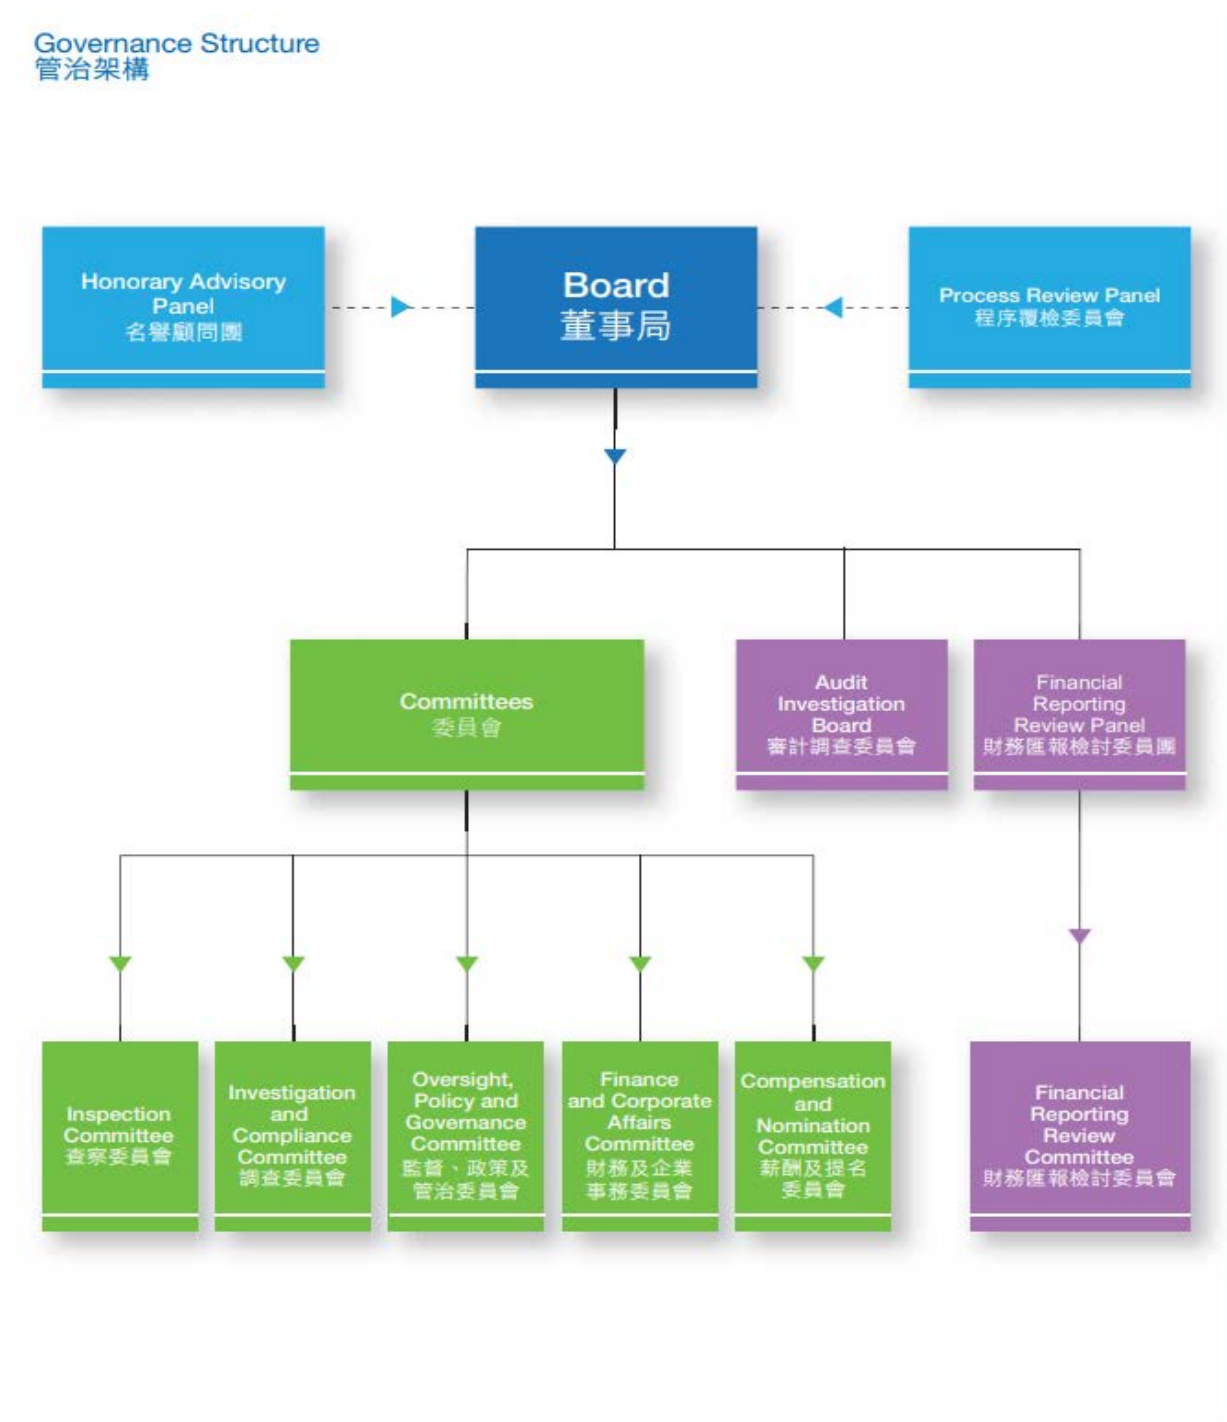 Governance Structure
管治架構
Honorary Advisory
Panel
名譽顧問團
Board
董事局
Process Review Panel
程序覆檢委員會
Committees
委員會
Audit
Investigation
Board
審計調查委員會
Financial
Reporting
Review Panel
財務匯報檢討委員團
Inspection
Committee
查察委員會
Investigation
and
Compliance
Committee
調查委員會
Oversight,
Policy and
Governance
Committee
監督、政策及
管治委員會
Finance
and Corporate
Affairs
Committee
財務及企業
事務委員會
Compensation
and
Nomination
Committee
薪酬及提名
委員會
Financial
Reporting
Review
Committee
財務匯報檢討委員會